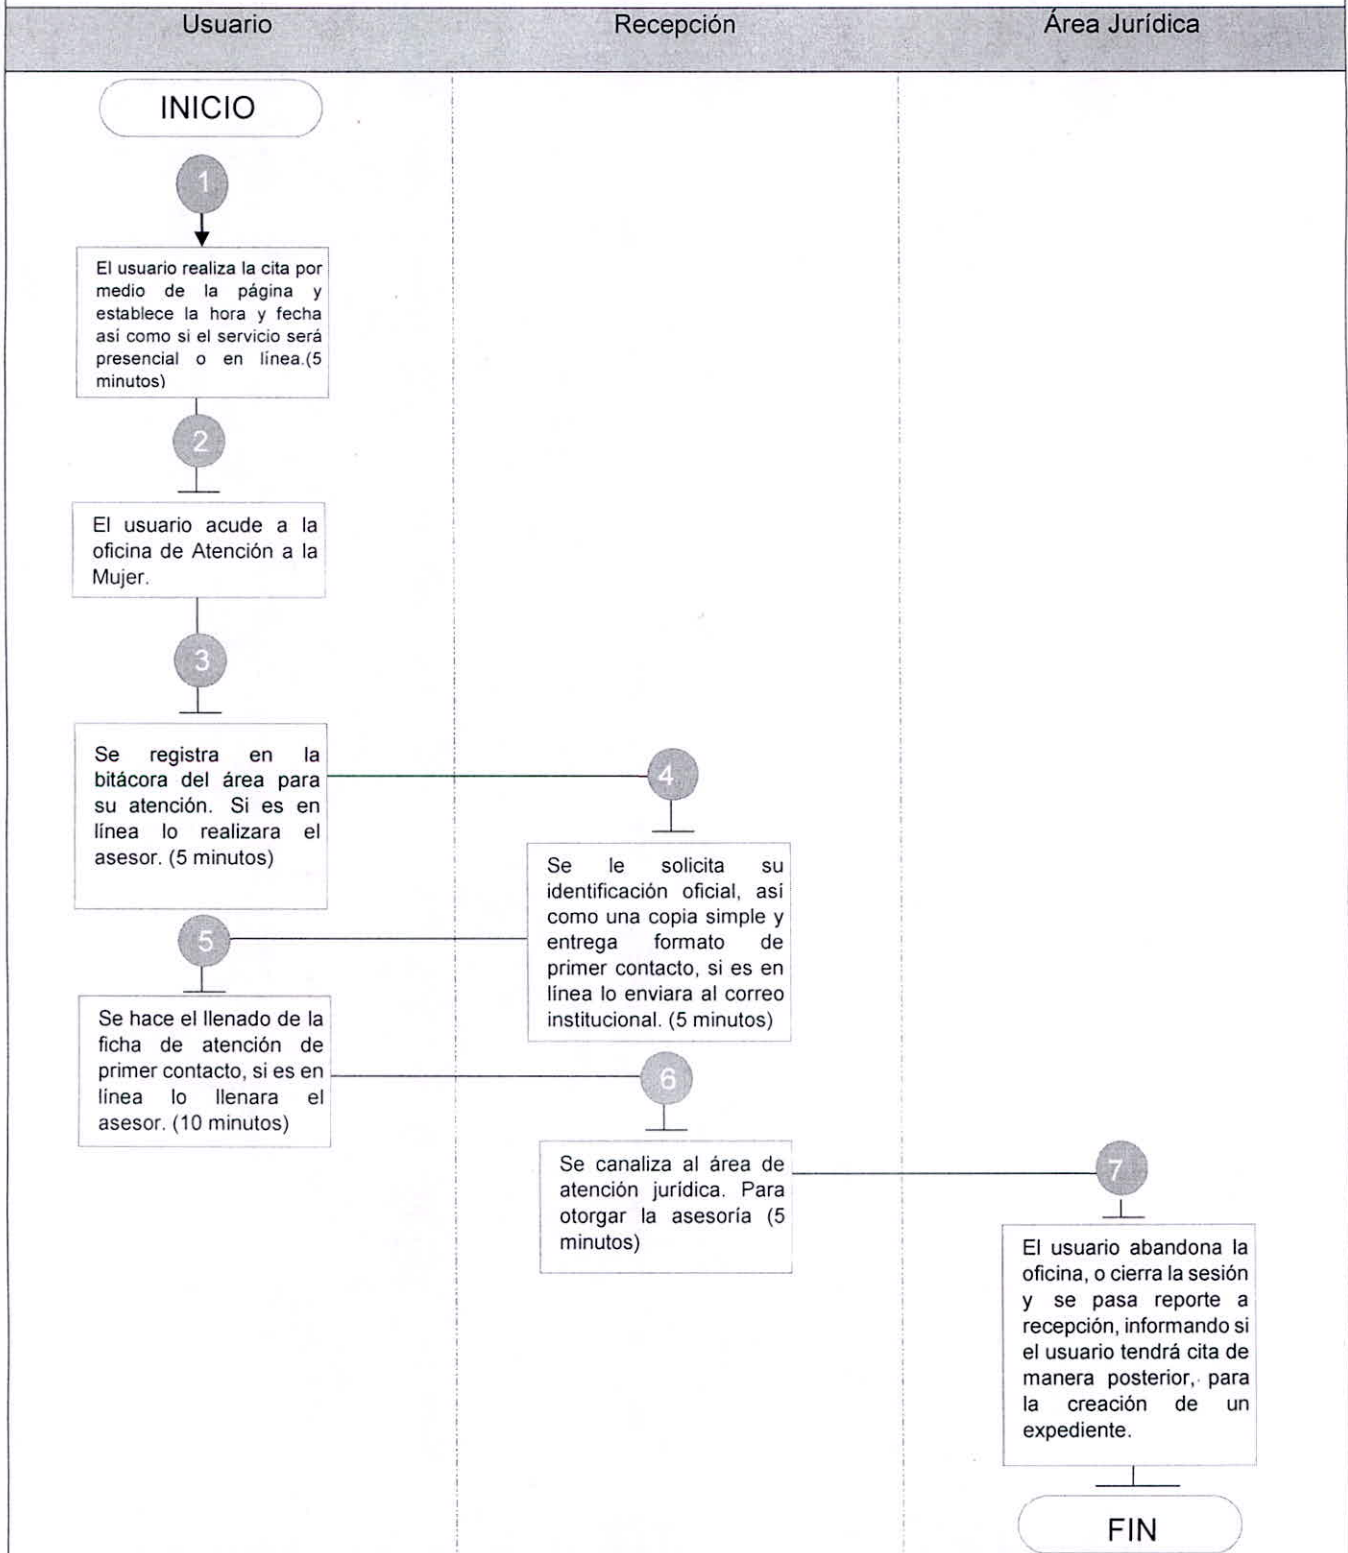 Usuario
Recepción
Área Jurídica
INICIO
1
El usuario realiza la cita por
medio de la página y
establece la hora y fecha
así como si el servicio será
presencial o en línea.(5
minutos)
2
El usuario acude a la
oficina de Atención a la
Mujer.
3
Se registra en la
bitácora del área para
su atención. Si es en
línea lo realizara el
asesor. (5 minutos)
4
Se le solicita su
identificación oficial, así
como una copia simple y
entrega formato de
primer contacto, si es en
línea lo enviara al correo
institucional. (5 minutos)
5
Se hace el llenado de la
ficha de atención de
primer contacto, si es en
línea lo llenara el
asesor. (10 minutos)
6
Se canaliza al área de
atención jurídica. Para
otorgar la asesoría (5
minutos)
7
El usuario abandona la
oficina, o cierra la sesión
y se pasa reporte a
recepción, informando si
el usuario tendrá cita de
manera posterior, para
la creación de un
expediente.
FIN